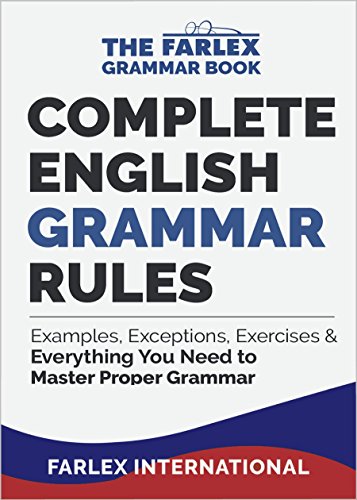 THE FARLEX
GRAMMAR BOOK
COMPLETE
ENGLISH
GRAMMAR
RULES
Examples, Exceptions, Exercises &
Everything You Need to
Master Proper Grammar
FARLEX INTERNATIONAL